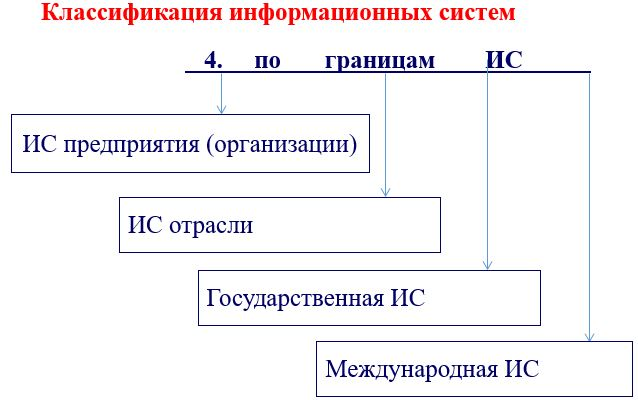 Классификация информационных систем
4. по границам ИС
ИС предприятия (организации)
ИС отрасли
Государственная ИС
Международная ИС